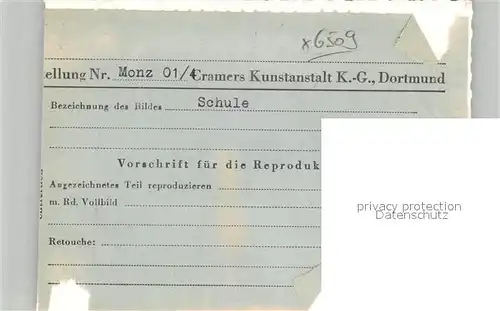 x6509
tellung Nr. Monz 01/4 Cramers Kunstanstalt K.-G., Dortmund
Bezeichnung des Bildes Schule
Vorschrift für die Reproduk
Angezeichnetes Teil reproduzieren
m. Rd. Vollbild
Retouche:
privacy protection
Datenschutz